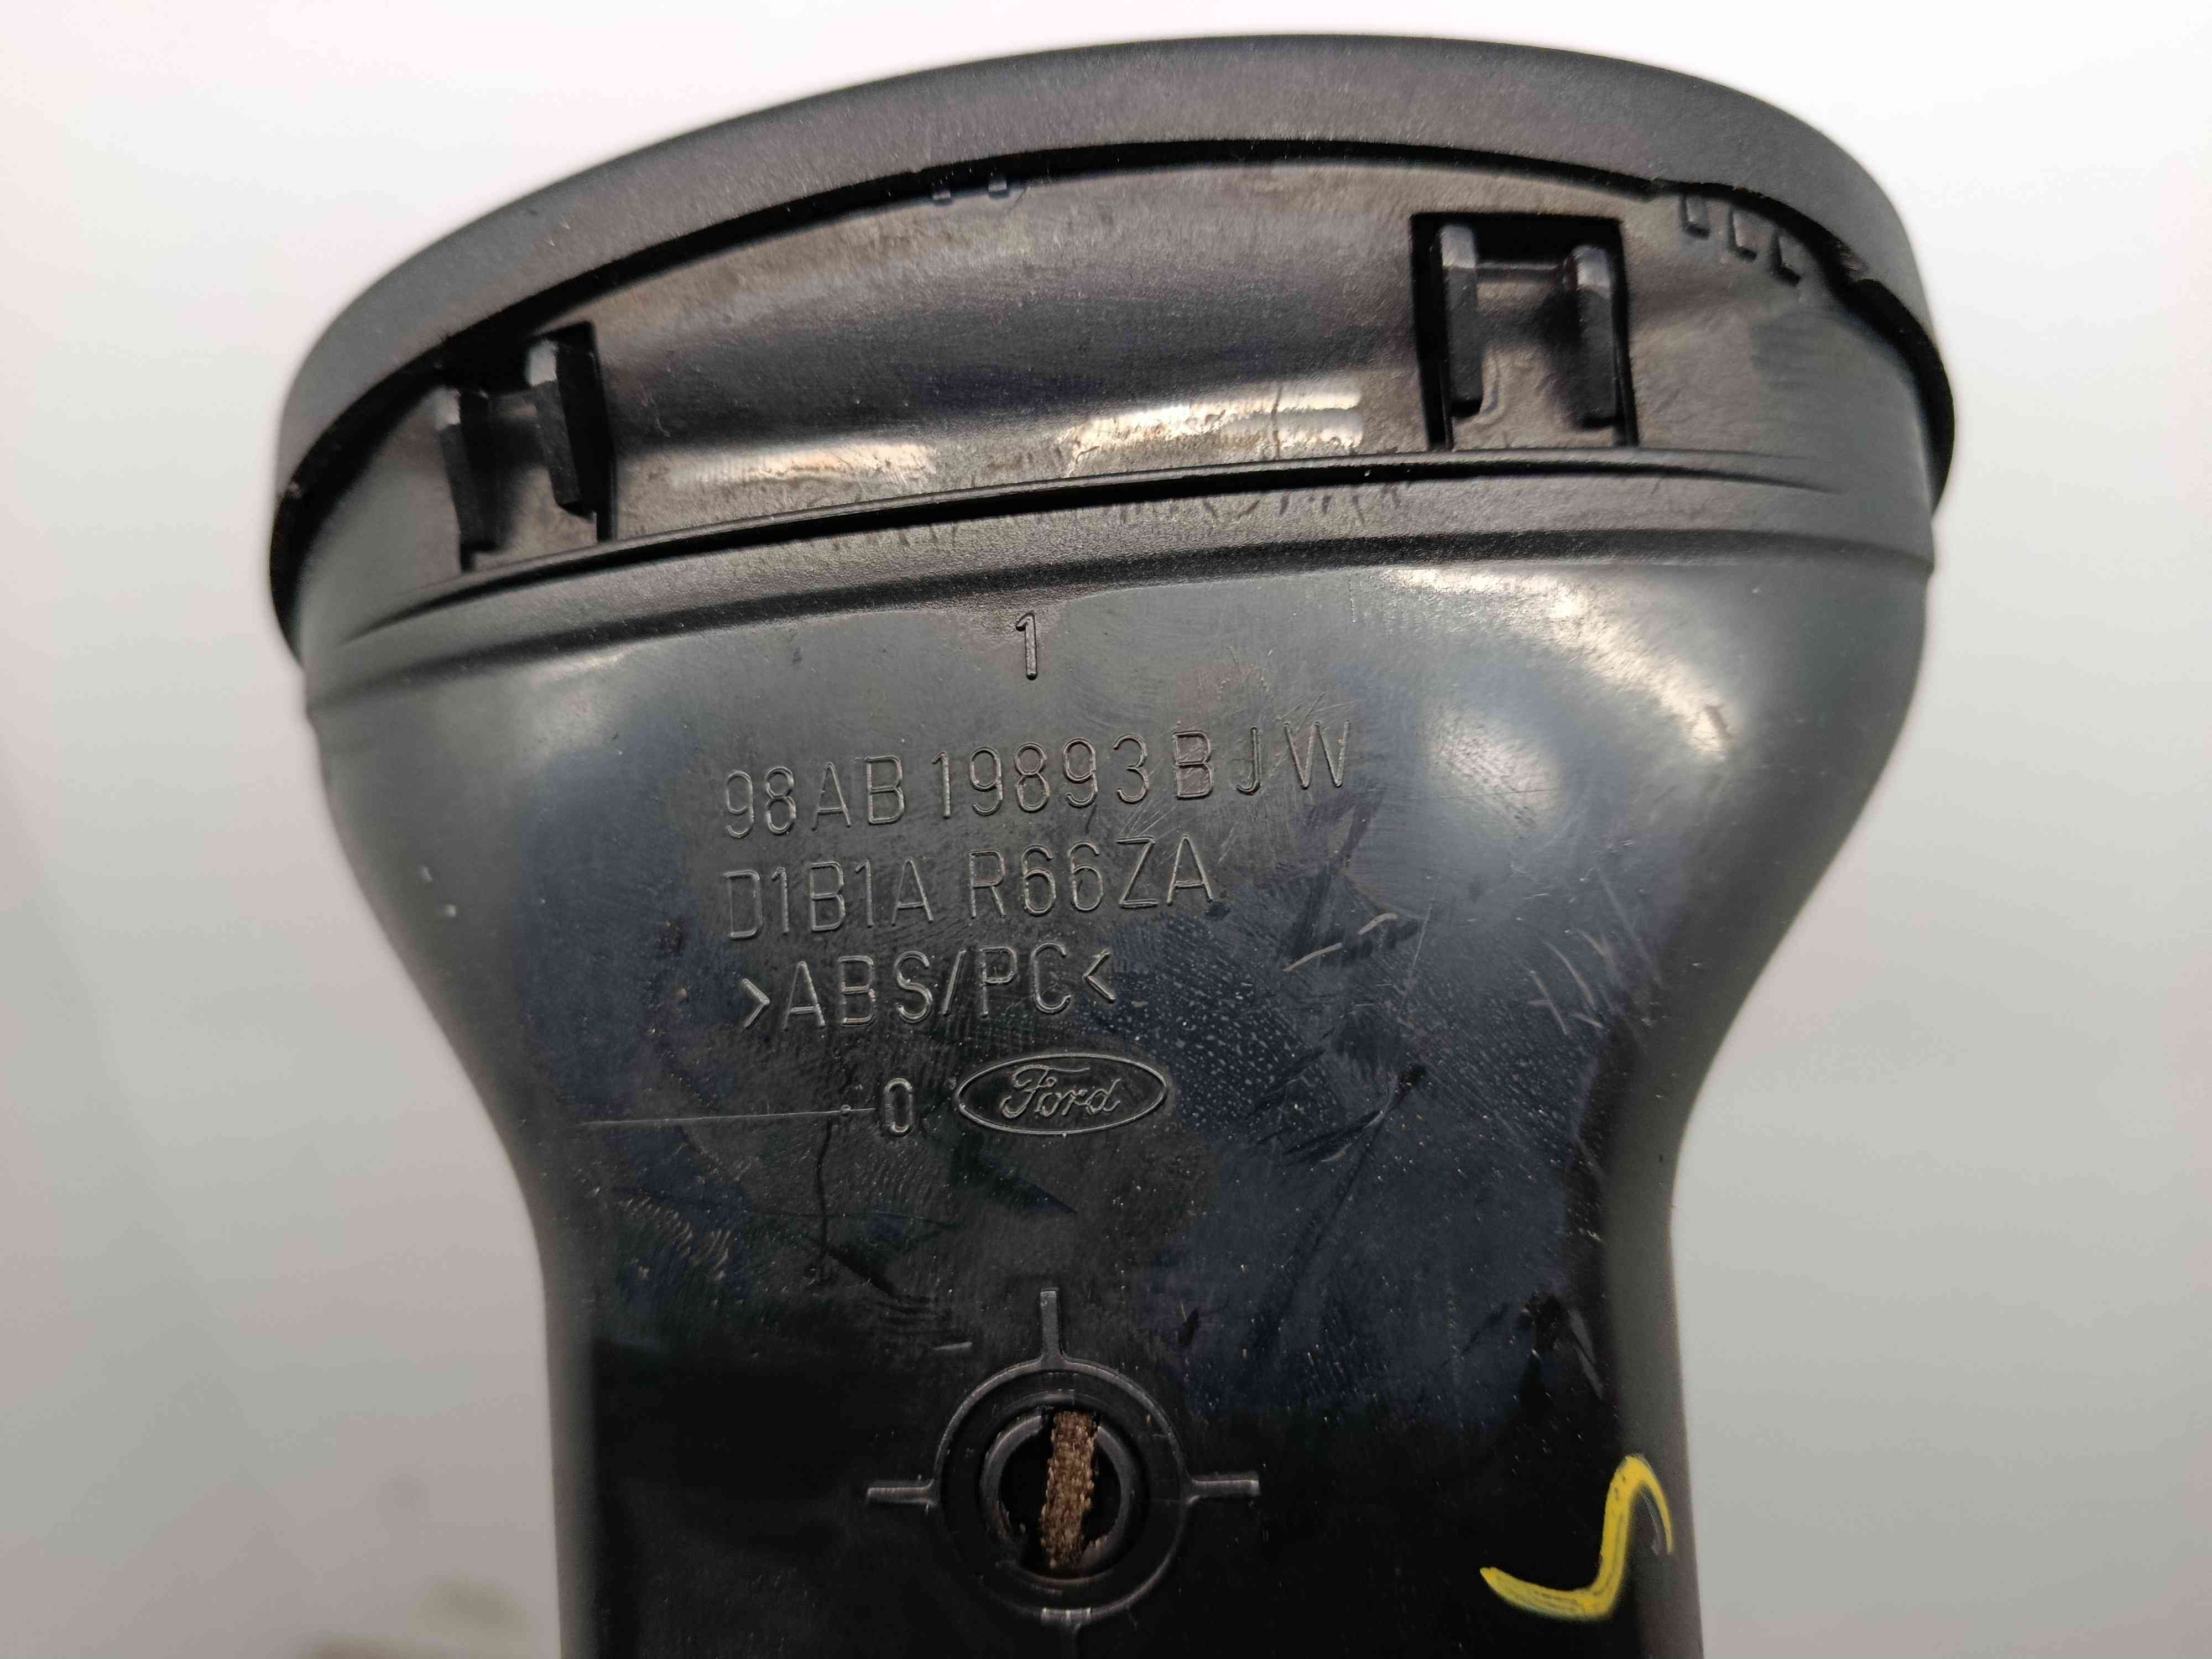 1
98AB 19893 BJW
D1B1A R66ZA
>ABS/PC<
0 Ford